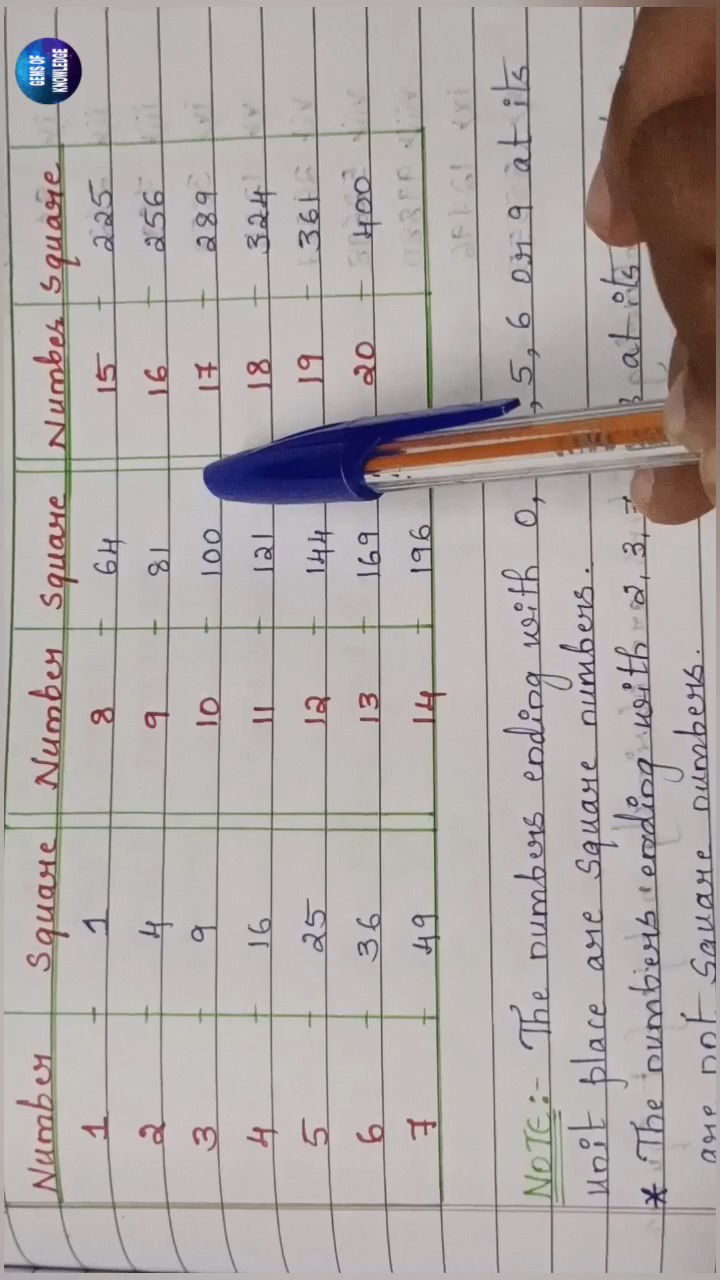 GEMS OF
KNOWLEDGE
Number Square Number Square Number Square
1 - 1 8 - 64 15 - 225
2 - 4 9 - 81 16 - 256
3 - 9 10 - 100 17 - 289
4 - 16 11 - 121 18 - 324
5 - 25 12 - 144 19 - 361
6 - 36 13 - 169 20 - 400
7 - 49 14 - 196
NOTE:- The numbers ending with 0, , 5, 6 or 9 at its
unit place are square numbers.
* The numbers ending with 2, 3, 7 at its
are not square numbers.